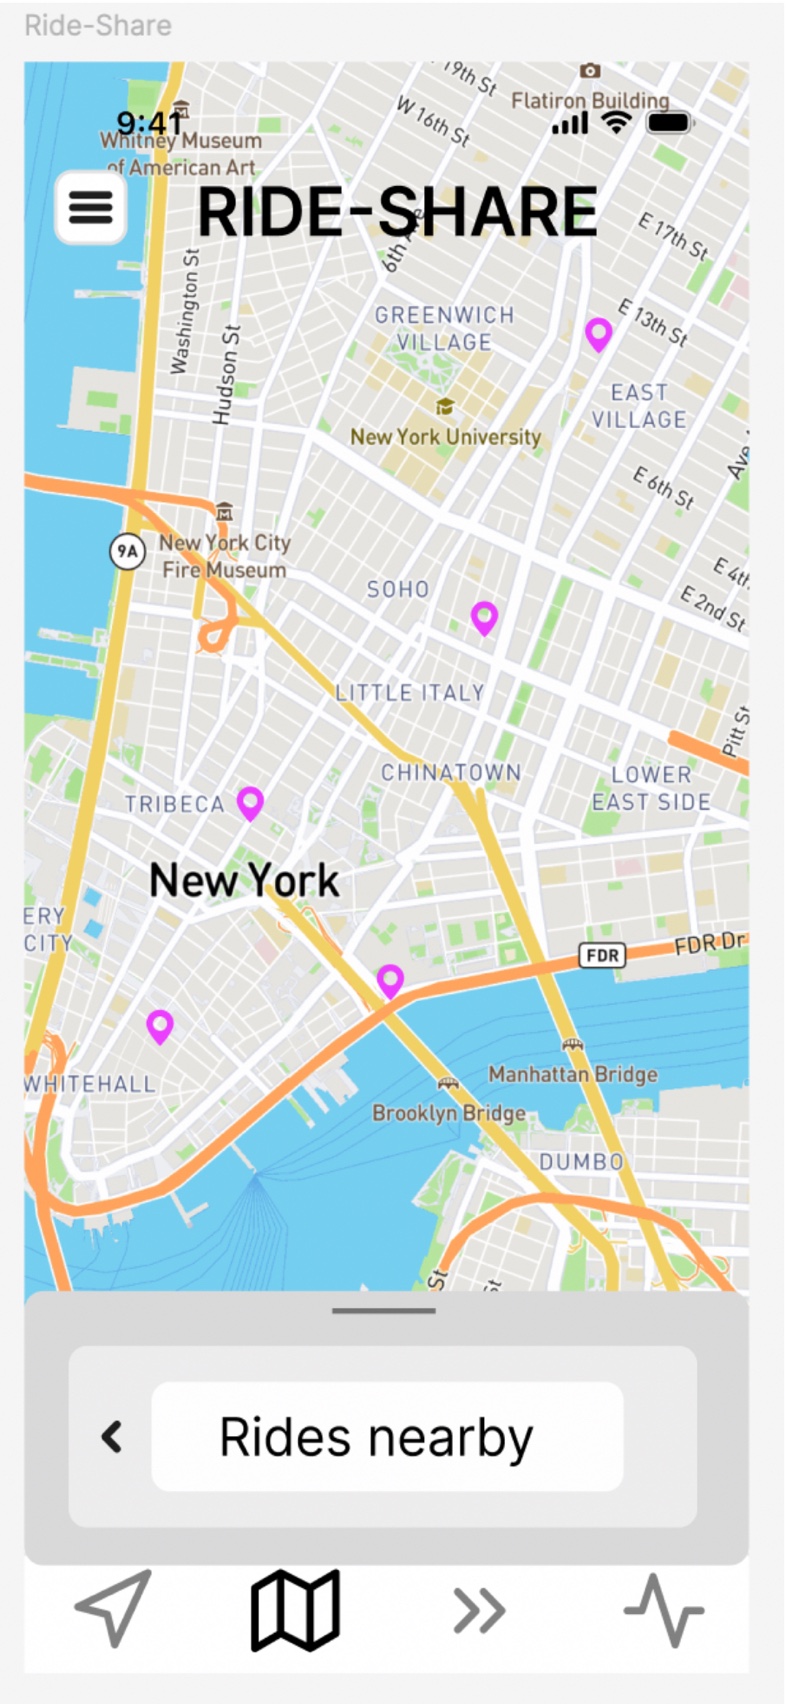 Ride-Share
19th St
Flatiron Building
W 16th St
9:41
Whitney Museum
of American Art
RIDE-SHARE
E 17th St
6th Ave
Washington St
GREENWICH
VILLAGE
E 13th St
Hudson St
EAST
VILLAGE
New York University
Ave
E 6th St
9A
New York City
Fire Museum
SOHO
E 4th
E 2nd St
LITTLE ITALY
Pitt St
CHINATOWN
LOWER
EAST SIDE
TRIBECA
New York
ERY
CITY
FDR
FDR Dr
WHITEHALL
Manhattan Bridge
Brooklyn Bridge
DUMBO
St
St
Rides nearby